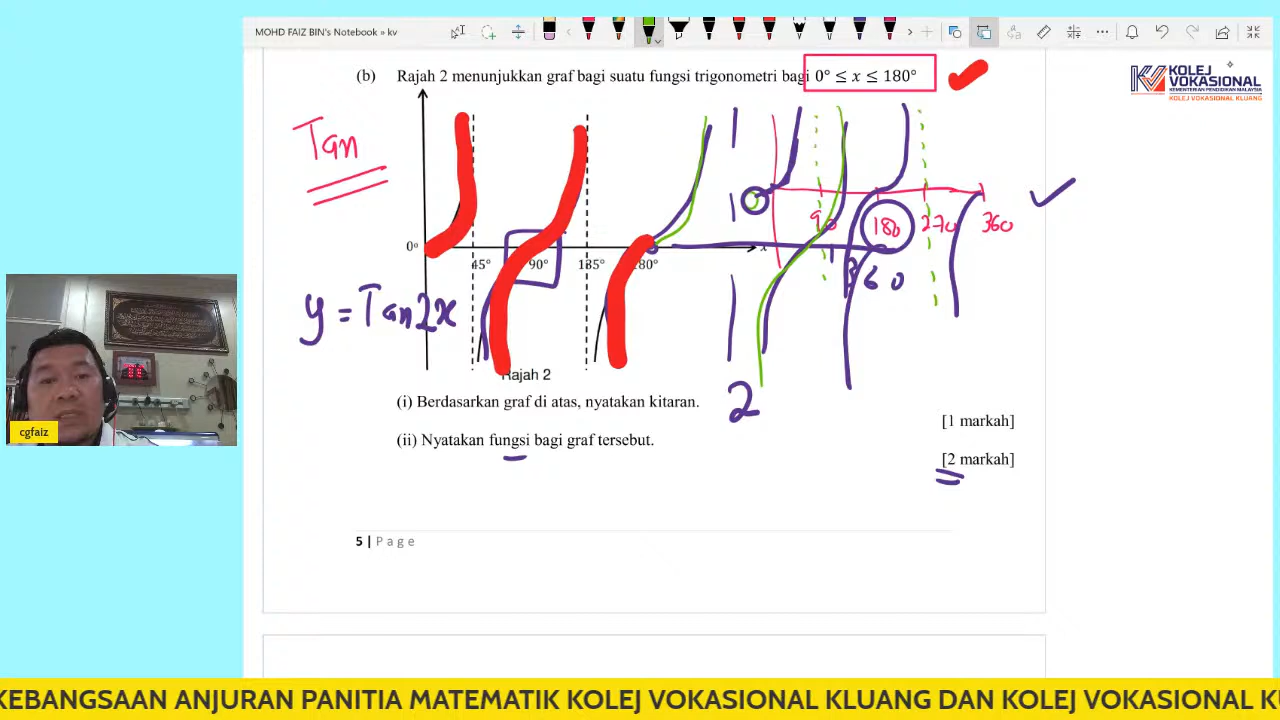 MOHD FAIZ BIN's Notebook » kv
(b) Rajah 2 menunjukkan graf bagi suatu fungsi trigonometri bagi 0° ≤ x ≤ 180°
KOLEJ
VOKASIONAL
KEMENTERIAN PENDIDIKAN MALAYSIA
KOLEJ VOKASIONAL KLUANG
Tan
1
0°
45°
90°
135°
180°
x
90
180
270
360
360
y = Tan2x
Rajah 2
2
(i) Berdasarkan graf di atas, nyatakan kitaran.
[1 markah]
(ii) Nyatakan fungsi bagi graf tersebut.
[2 markah]
cgfaiz
5 | Page
KEBANGSAAN ANJURAN PANITIA MATEMATIK KOLEJ VOKASIONAL KLUANG DAN KOLEJ VOKASIONAL K